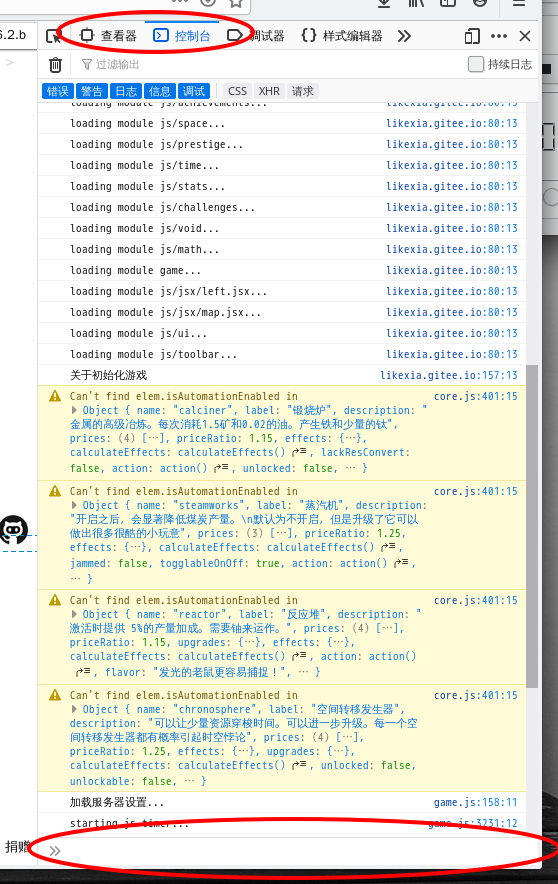 6.2.b
查看器
控制台
调试器
样式编辑器
过滤输出
持续日志
错误 警告 日志 信息 调试 CSS XHR 请求
loading module js/achievements...
loading module js/space... likexia.gitee.io:80:13
loading module js/prestige... likexia.gitee.io:80:13
loading module js/time... likexia.gitee.io:80:13
loading module js/stats... likexia.gitee.io:80:13
loading module js/challenges... likexia.gitee.io:80:13
loading module js/void... likexia.gitee.io:80:13
loading module js/math... likexia.gitee.io:80:13
loading module game... likexia.gitee.io:80:13
loading module js/jsx/left.jsx... likexia.gitee.io:80:13
loading module js/jsx/map.jsx... likexia.gitee.io:80:13
loading module js/ui... likexia.gitee.io:80:13
loading module js/toolbar... likexia.gitee.io:80:13
关于初始化游戏 likexia.gitee.io:157:13
Can't find elem.isAutomationEnabled in core.js:401:15
Object { name: "calciner", label: "锻烧炉", description: "
金属的高级冶炼。每次消耗1.5矿和0.02的油。产生铁和少量的钛",
prices: (4) […], priceRatio: 1.15, effects: {…},
calculateEffects: calculateEffects(), lackResConvert:
false, action: action(), unlocked: false, … }
Can't find elem.isAutomationEnabled in core.js:401:15
Object { name: "steamworks", label: "蒸汽机", description:
"开启之后, 会显著降低煤炭产量。\n默认为不开启, 但是升级了它可以
做出很多很酷的小玩意", prices: (3) […], priceRatio: 1.25,
effects: {…}, calculateEffects: calculateEffects(),
jammed: false, togglableOnOff: true, action: action(),
… }
Can't find elem.isAutomationEnabled in core.js:401:15
Object { name: "reactor", label: "反应堆", description: "
激活时提供 5%的产量加成。需要铀来运作。", prices: (4) […],
priceRatio: 1.15, upgrades: {…}, effects: {…},
calculateEffects: calculateEffects(), action: action()
, flavor: "发光的老鼠更容易捕捉！", … }
Can't find elem.isAutomationEnabled in core.js:401:15
Object { name: "chronosphere", label: "空间转移发生器",
description: "可以让少量资源穿梭时间。可以进一步升级。每一个空
间转移发生器都有概率引起时空悖论", prices: (4) […],
priceRatio: 1.25, effects: {…}, upgrades: {…},
calculateEffects: calculateEffects(), unlocked: false,
unlockable: false, … }
加载服务器设置... game.js:158:11
starting js timer... game.js:3231:12
捐赠